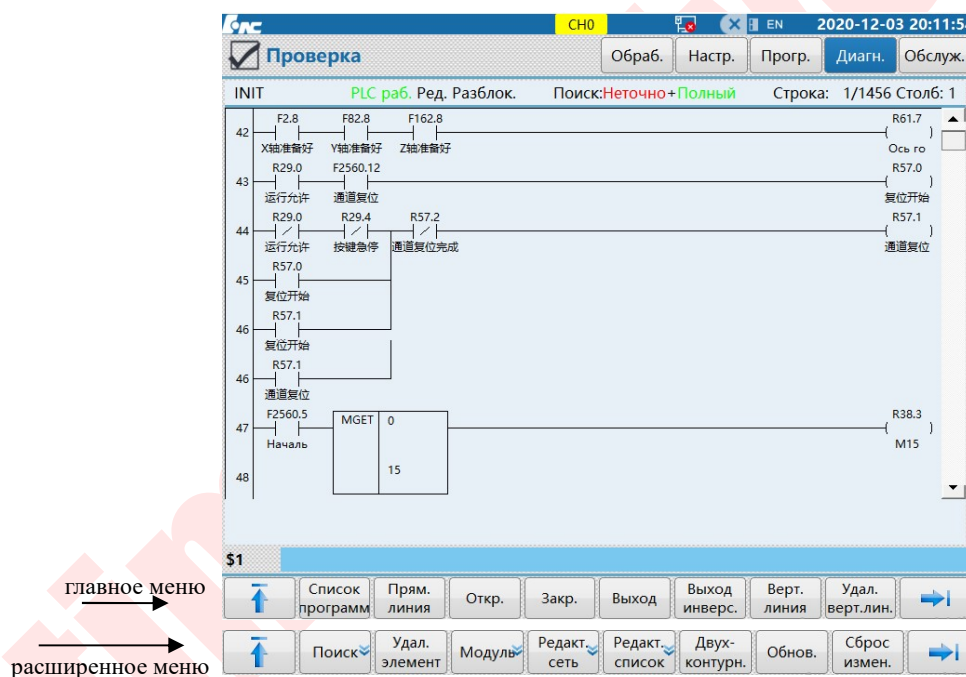 CH0 EN 2020-12-03 20:11:5
Проверка
Обраб. Настр. Прогр. Диагн. Обслуж.
INIT PLC раб. Ред. Разблок. Поиск:Неточно+Полный Строка: 1/1456 Столб: 1
F2.8 F82.8 F162.8 R61.7
42
X轴准备好 Y轴准备好 Z轴准备好 Ось го
R29.0 F2560.12 R57.0
43
运行允许 通道复位 复位开始
R29.0 R29.4 R57.2 R57.1
44
运行允许 按键急停 通道复位完成 通道复位
R57.0
45
复位开始
R57.1
46
复位开始
R57.1
46
通道复位
F2560.5 MGET 0 R38.3
47
Началь M15
15
48
$1
главное меню
Список программ Прям. линия Откр. Закр. Выход Выход инверс. Верт. линия Удал. верт.лин.
расширенное меню
Поиск Удал. элемент Модуль Редакт. сеть Редакт. список Двух-контурн. Обнов. Сброс измен.